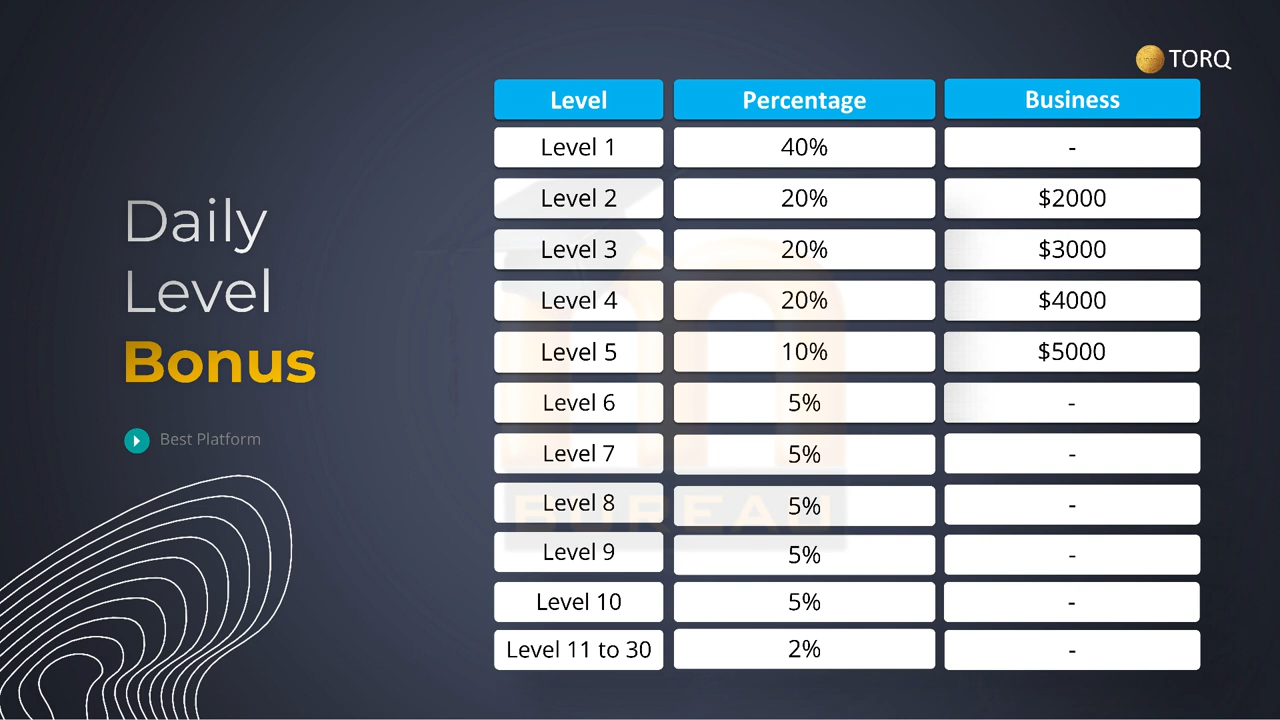 TORQ
Level Percentage Business
Level 1 40% -
Level 2 20% $2000
Level 3 20% $3000
Level 4 20% $4000
Level 5 10% $5000
Level 6 5% -
Level 7 5% -
Level 8 5% -
Level 9 5% -
Level 10 5% -
Level 11 to 30 2% -
Daily
Level
Bonus
Best Platform
BUREAU